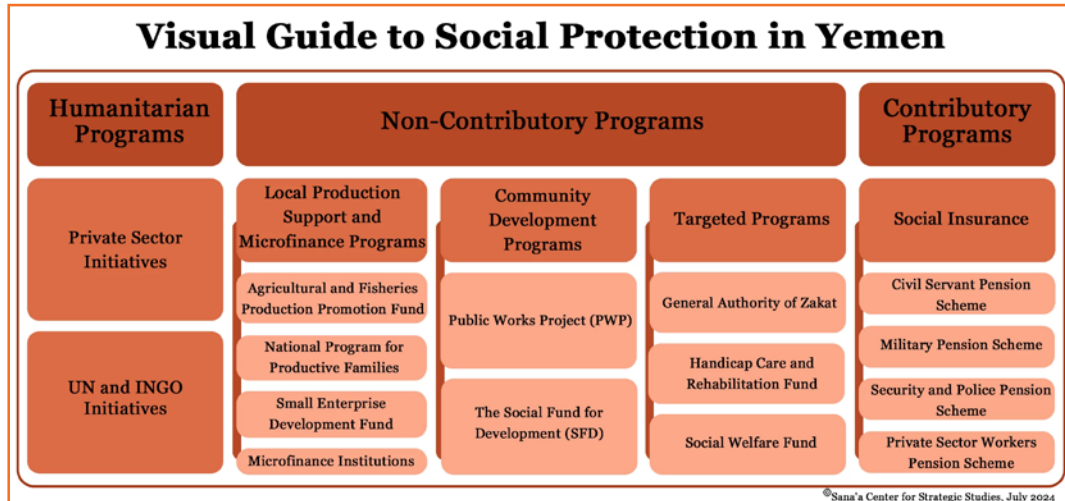 Visual Guide to Social Protection in Yemen
Humanitarian
Programs
Non-Contributory Programs
Contributory
Programs
Private Sector
Initiatives
UN and INGO
Initiatives
Local Production
Support and
Microfinance Programs
Agricultural and Fisheries
Production Promotion Fund
National Program for
Productive Families
Small Enterprise
Development Fund
Microfinance Institutions
Community
Development
Programs
Public Works Project (PWP)
The Social Fund for
Development (SFD)
Targeted Programs
General Authority of Zakat
Handicap Care and
Rehabilitation Fund
Social Welfare Fund
Social Insurance
Civil Servant Pension
Scheme
Military Pension Scheme
Security and Police Pension
Scheme
Private Sector Workers
Pension Scheme
©Sana'a Center for Strategic Studies, July 2024